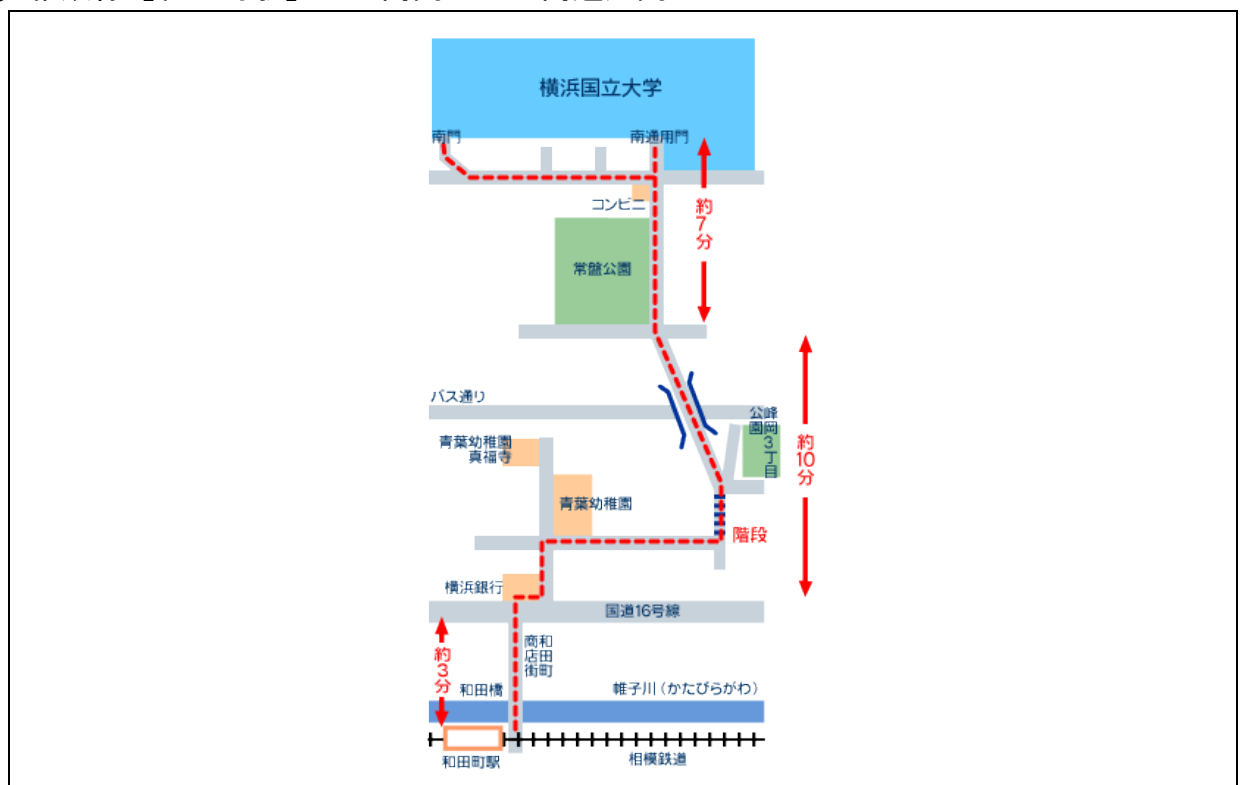 横浜国立大学
南門
南通用門
コンビニ
約7分
常盤公園
バス通り
峰岡3丁目
公園
約10分
青葉幼稚園
真福寺
青葉幼稚園
階段
横浜銀行
国道16号線
和田町
商店街
約3分
和田橋
帷子川(かたびらがわ)
和田町駅
相模鉄道